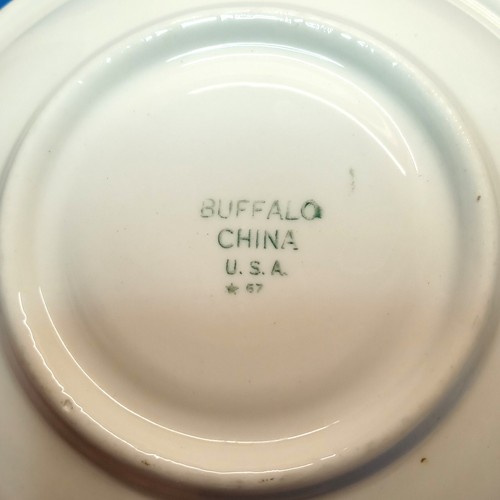 BUFFALO
CHINA
U.S.A.
★ 67